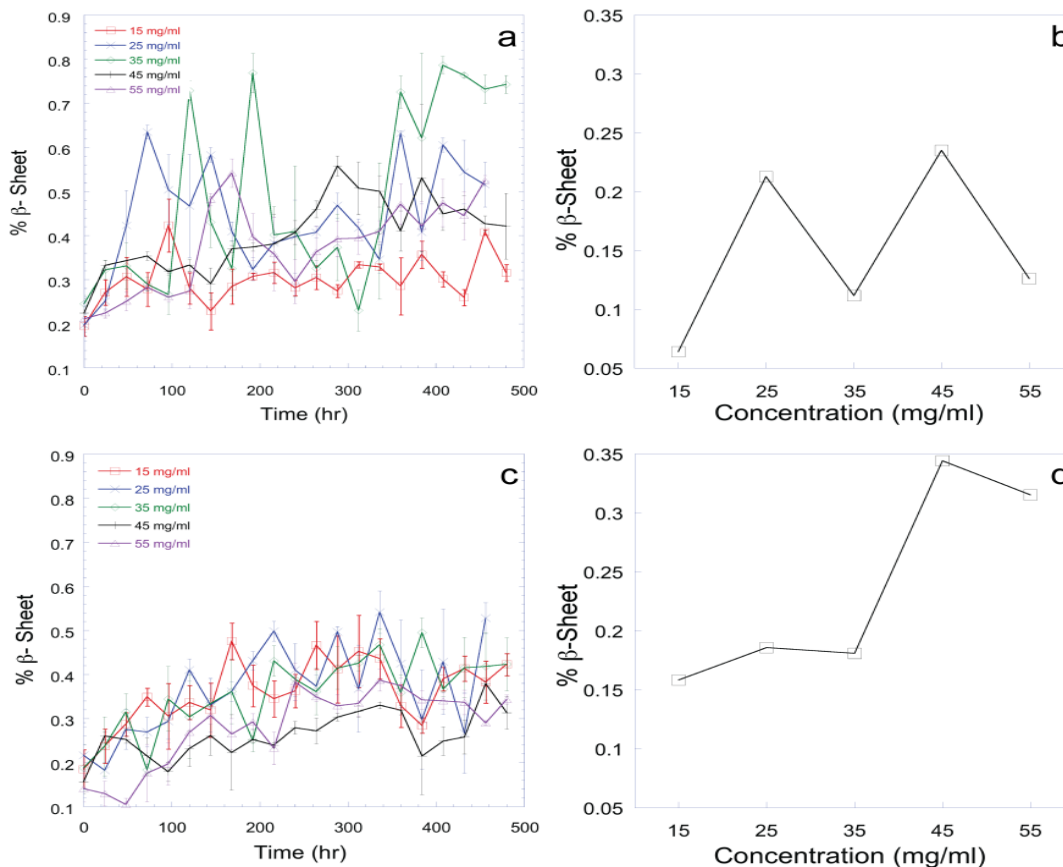 a
0.9
0.8
0.7
0.6
0.5
0.4
0.3
0.2
0.1
% β- Sheet
15 mg/ml
25 mg/ml
35 mg/ml
45 mg/ml
55 mg/ml
0 100 200 300 400 500
Time (hr)
b
0.35
0.3
0.25
0.2
0.15
0.1
0.05
% β-Sheet
15 25 35 45 55
Concentration (mg/ml)
c
0.9
0.8
0.7
0.6
0.5
0.4
0.3
0.2
0.1
% β- Sheet
15 mg/ml
25 mg/ml
35 mg/ml
45 mg/ml
55 mg/ml
0 100 200 300 400 500
Time (hr)
0.35
0.3
0.25
0.2
0.15
0.1
0.05
% β-Sheet
15 25 35 45 55
Concentration (mg/ml)